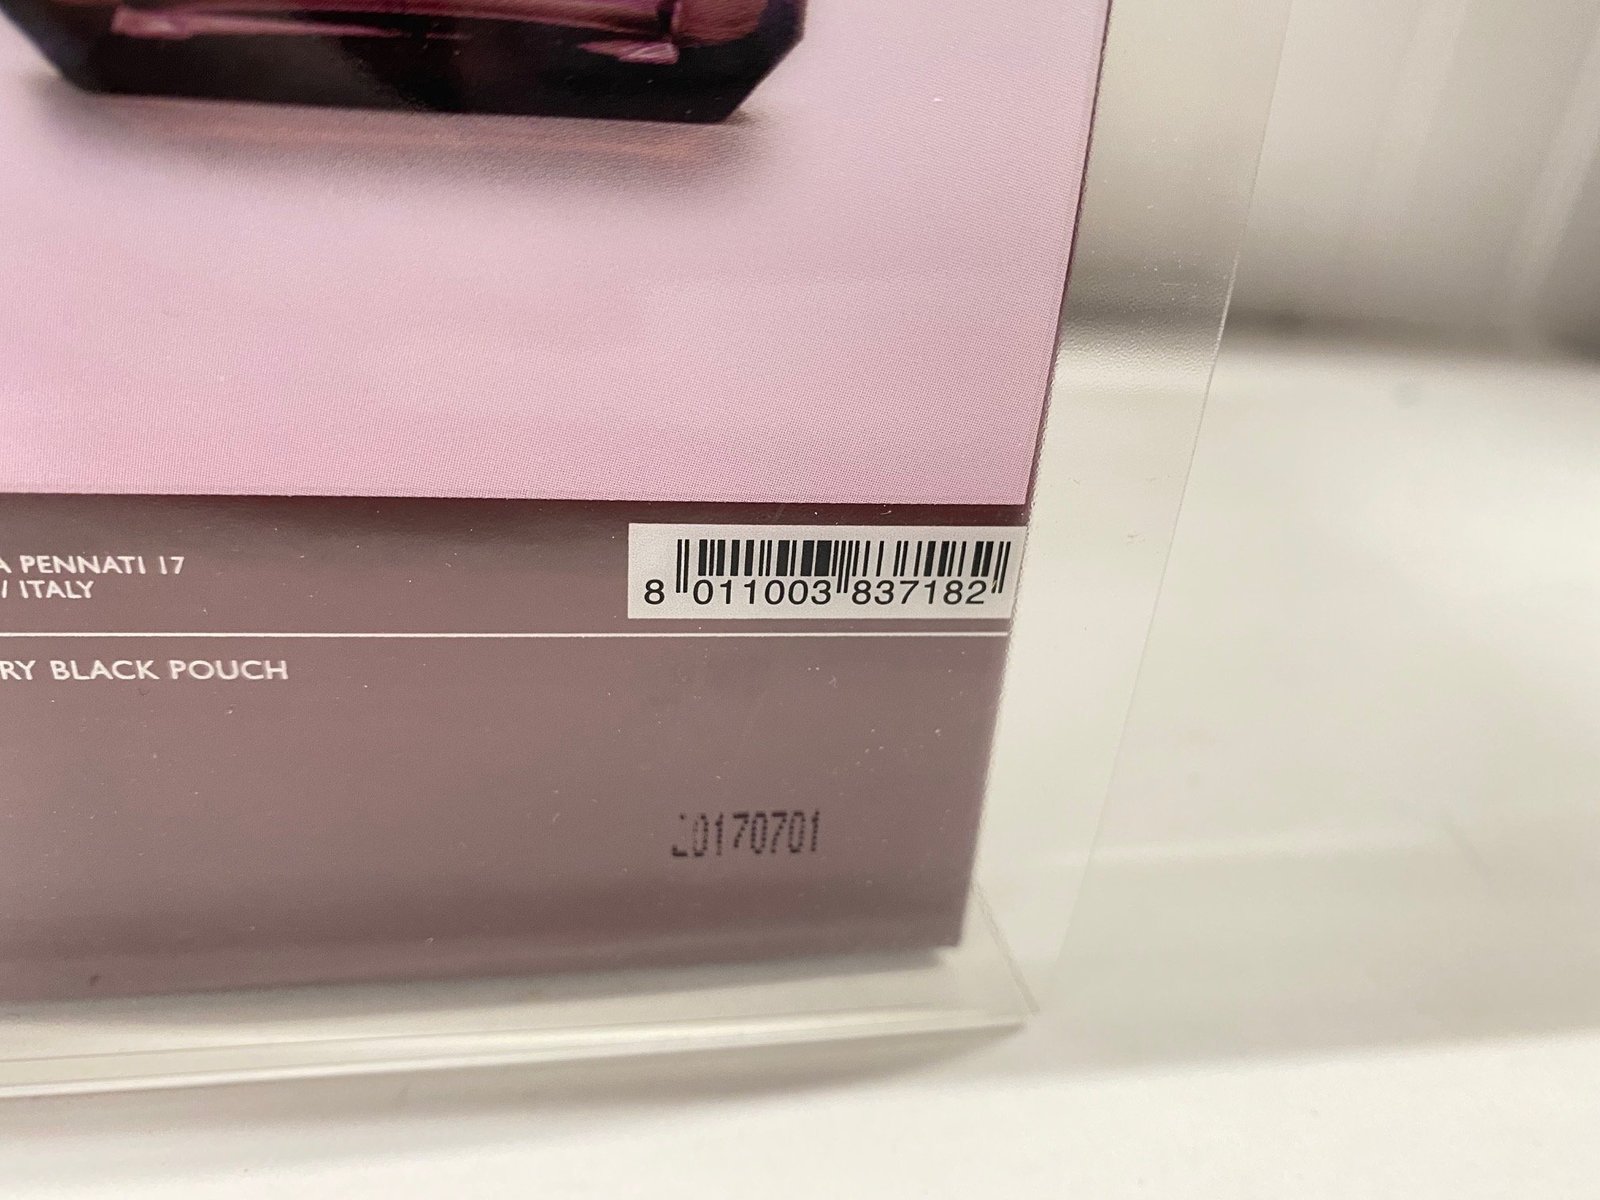 A PENNATI 17
/ ITALY
8 011003 837182
RY BLACK POUCH
20170701